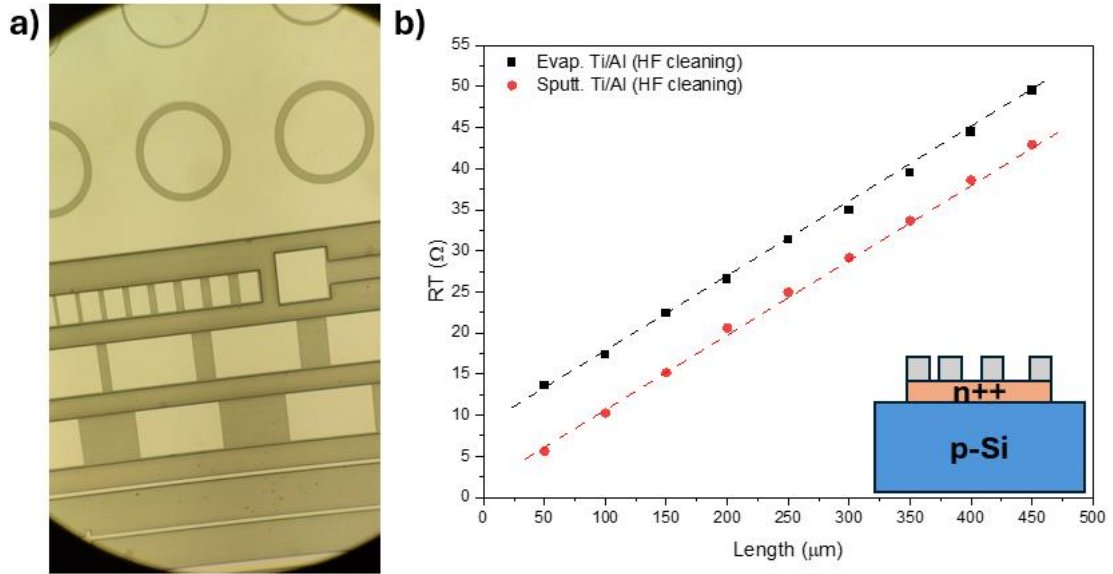 a)
b)
55
50
45
40
35
30
25
20
15
10
5
0
RT (Ω)
Evap. Ti/Al (HF cleaning)
Sputt. Ti/Al (HF cleaning)
n++
p-Si
0 50 100 150 200 250 300 350 400 450 500
Length (μm)